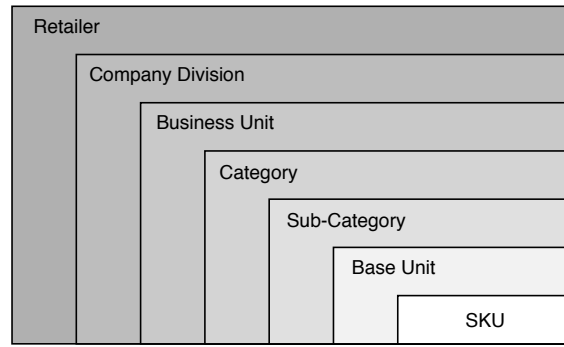 Retailer
Company Division
Business Unit
Category
Sub-Category
Base Unit
SKU